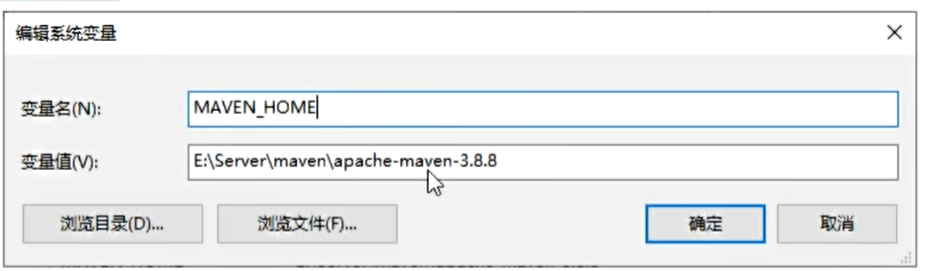 编辑系统变量
变量名(N): MAVEN_HOME
变量值(V): E:\Server\maven\apache-maven-3.8.8
浏览目录(D)... 浏览文件(F)... 确定 取消